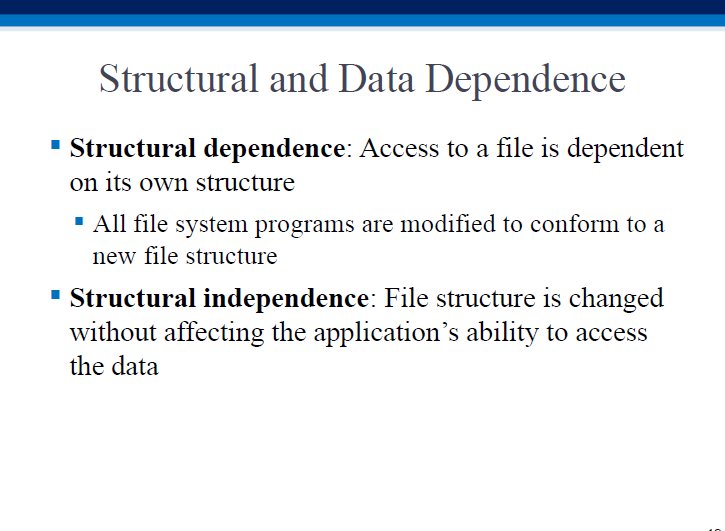 Structural and Data Dependence
▪ Structural dependence: Access to a file is dependent
on its own structure
▪ All file system programs are modified to conform to a
new file structure
▪ Structural independence: File structure is changed
without affecting the application’s ability to access
the data